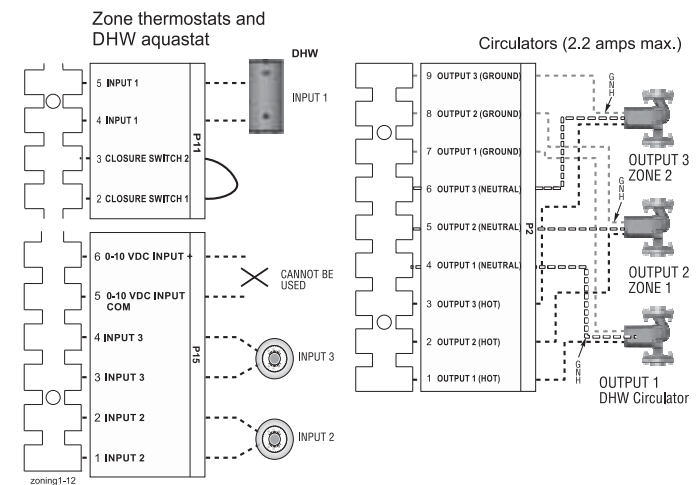 Zone thermostats and
DHW aquastat
DHW
5 INPUT 1
INPUT 1
4 INPUT 1
P11
3 CLOSURE SWITCH 2
2 CLOSURE SWITCH 1
6 0-10 VDC INPUT +
CANNOT BE
USED
5 0-10 VDC INPUT
COM
4 INPUT 3
P15
INPUT 3
3 INPUT 3
2 INPUT 2
INPUT 2
1 INPUT 2
zoning1-12
Circulators (2.2 amps max.)
9 OUTPUT 3 (GROUND)
G
N
H
8 OUTPUT 2 (GROUND)
7 OUTPUT 1 (GROUND)
OUTPUT 3
ZONE 2
6 OUTPUT 3 (NEUTRAL)
G
N
H
P2
5 OUTPUT 2 (NEUTRAL)
4 OUTPUT 1 (NEUTRAL)
OUTPUT 2
ZONE 1
3 OUTPUT 3 (HOT)
2 OUTPUT 2 (HOT)
G
N
H
1 OUTPUT 1 (HOT)
OUTPUT 1
DHW Circulator